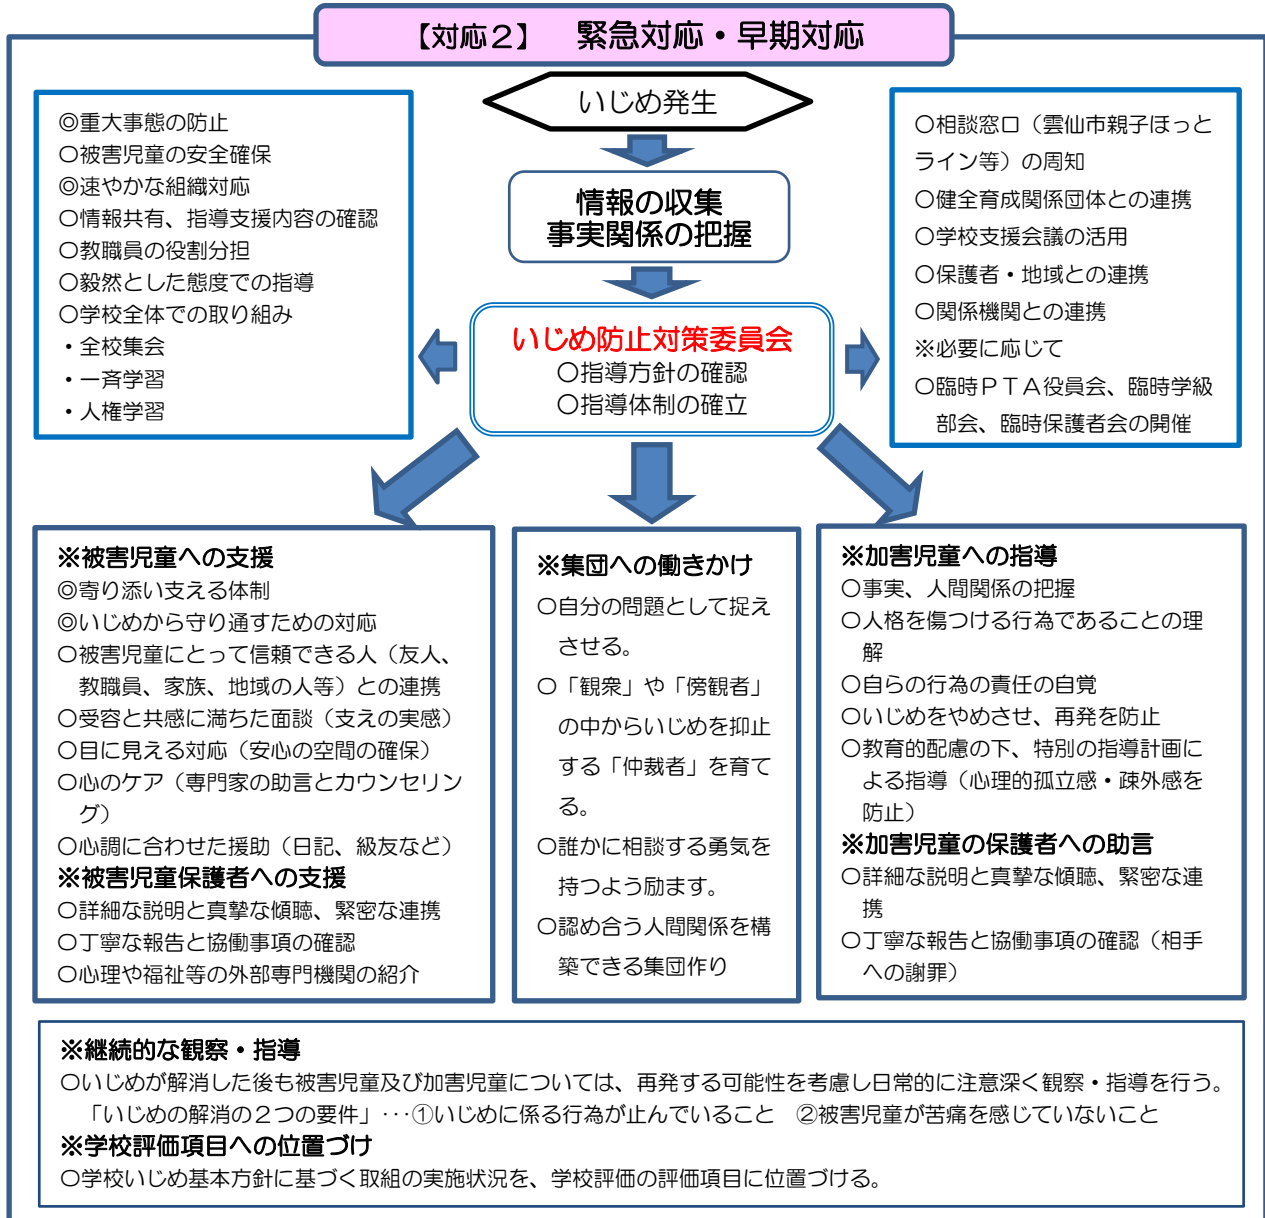 【対応2】 緊急対応・早期対応
いじめ発生
◎重大事態の防止
○被害児童の安全確保
◎速やかな組織対応
○情報共有、指導支援内容の確認
○教職員の役割分担
○毅然とした態度での指導
○学校全体での取り組み
・全校集会
・一斉学習
・人権学習
情報の収集
事実関係の把握
いじめ防止対策委員会
○指導方針の確認
○指導体制の確立
○相談窓口（雲仙市親子ほっと
ライン等）の周知
○健全育成関係団体との連携
○学校支援会議の活用
○保護者・地域との連携
○関係機関との連携
※必要に応じて
○臨時PTA役員会、臨時学級
部会、臨時保護者会の開催
※被害児童への支援
◎寄り添い支える体制
◎いじめから守り通すための対応
○被害児童にとって信頼できる人（友人、
教職員、家族、地域の人等）との連携
○受容と共感に満ちた面談（支えの実感）
○目に見える対応（安心の空間の確保）
○心のケア（専門家の助言とカウンセリン
グ）
○心調に合わせた援助（日記、級友など）
※被害児童保護者への支援
○詳細な説明と真摯な傾聴、緊密な連携
○丁寧な報告と協働事項の確認
○心理や福祉等の外部専門機関の紹介
※集団への働きかけ
○自分の問題として捉え
させる。
○「観衆」や「傍観者」
の中からいじめを抑止
する「仲裁者」を育て
る。
○誰かに相談する勇気を
持つよう励ます。
○認め合う人間関係を構
築できる集団作り
※加害児童への指導
○事実、人間関係の把握
○人格を傷つける行為であることの理
解
○自らの行為の責任の自覚
○いじめをやめさせ、再発を防止
○教育的配慮の下、特別の指導計画に
よる指導（心理的孤立感・疎外感を
防止）
※加害児童の保護者への助言
○詳細な説明と真摯な傾聴、緊密な連
携
○丁寧な報告と協働事項の確認（相手
への謝罪）
※継続的な観察・指導
○いじめが解消した後も被害児童及び加害児童については、再発する可能性を考慮し日常的に注意深く観察・指導を行う。
「いじめの解消の2つの要件」…①いじめに係る行為が止んでいること ②被害児童が苦痛を感じていないこと
※学校評価項目への位置づけ
○学校いじめ基本方針に基づく取組の実施状況を、学校評価の評価項目に位置づける。